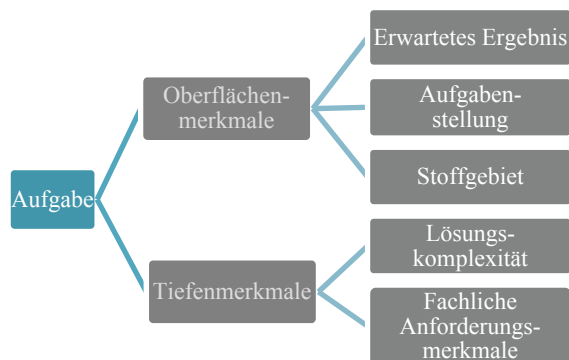 Aufgabe
Oberflächen-
merkmale
Erwartetes Ergebnis
Aufgaben-
stellung
Stoffgebiet
Tiefenmerkmale
Lösungs-
komplexität
Fachliche
Anforderungs-
merkmale